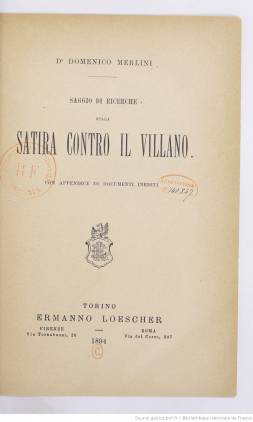 Dr DOMENICO MERLINI
SAGGIO DI RICERCHE
SULLA
SATIRA CONTRO IL VILLANO
CON APPENDICE DI DOCUMENTI INEDITI
TORINO
ERMANNO LOESCHER
FIRENZE
Via Tornabuoni, 20
ROMA
Via del Corso, 307
1894
Source gallica.bnf.fr / Bibliothèque nationale de France